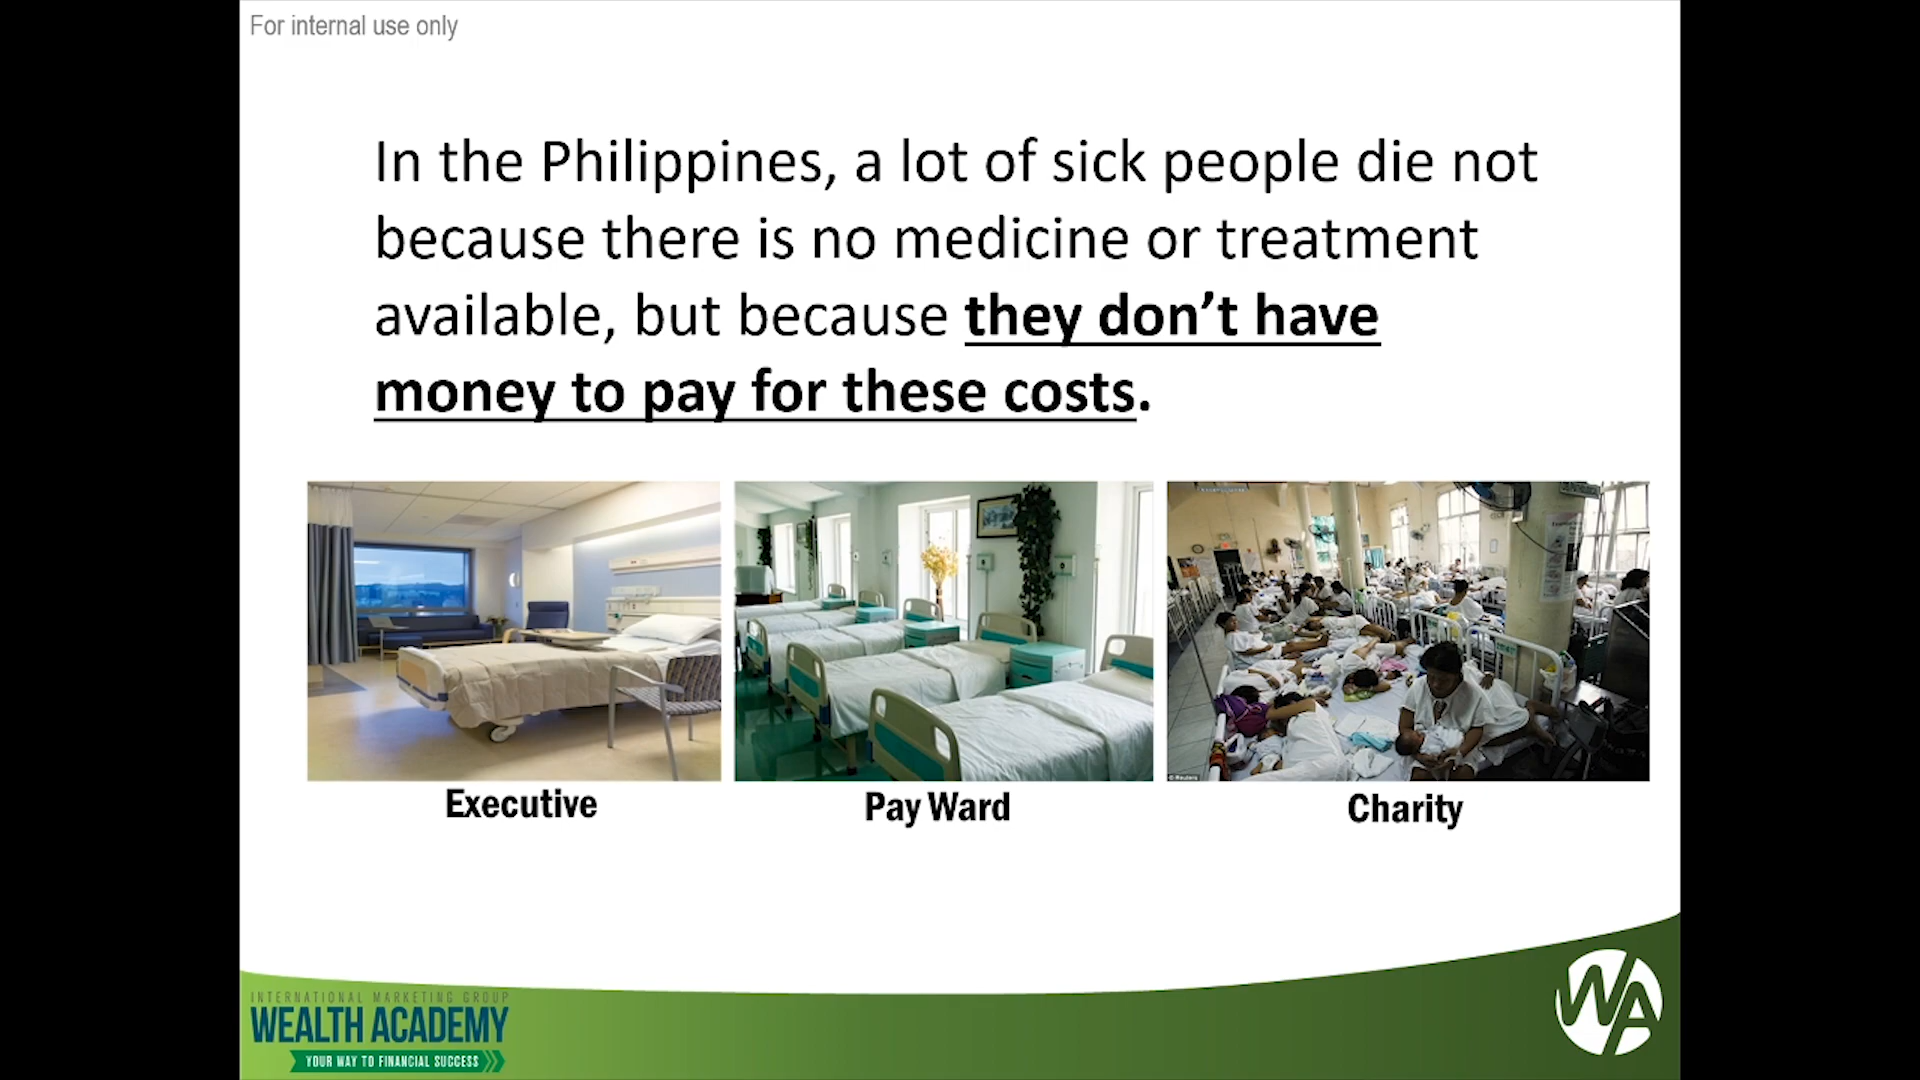 For internal use only
In the Philippines, a lot of sick people die not
because there is no medicine or treatment
available, but because they don’t have
money to pay for these costs.
© Reuters
Executive
Pay Ward
Charity
INTERNATIONAL MARKETING GROUP
WEALTH ACADEMY
YOUR WAY TO FINANCIAL SUCCESS
WA